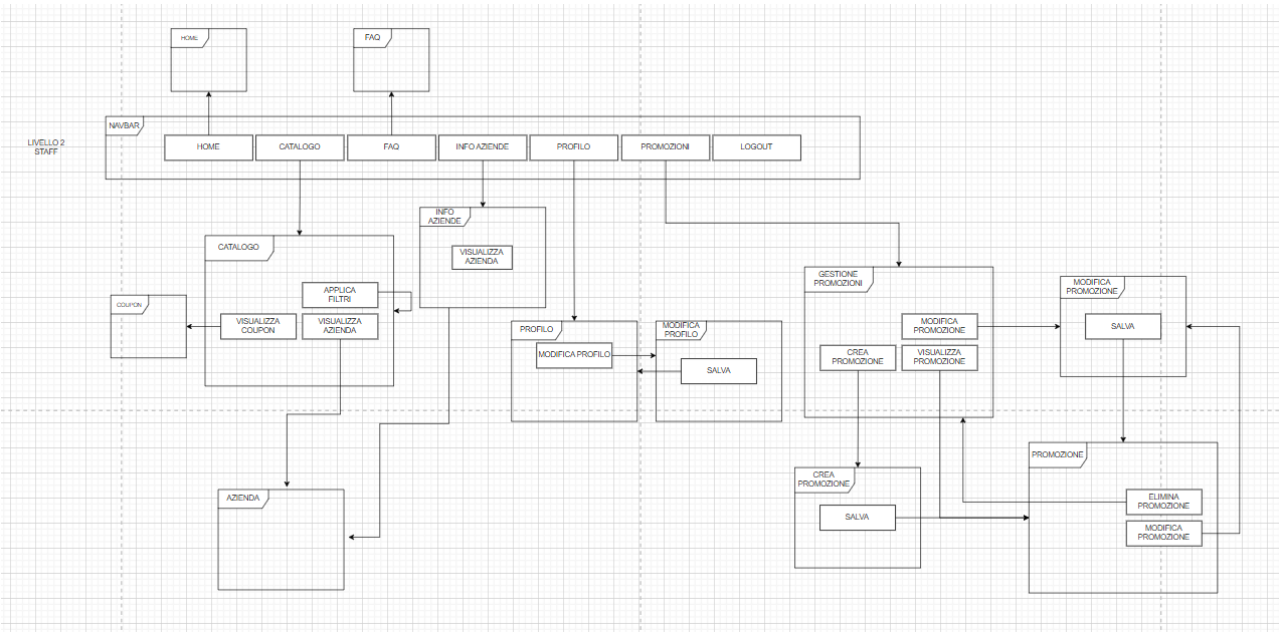 HOME
FAQ
NAVBAR
LIVELLO 2
STAFF
HOME
CATALOGO
FAQ
INFO AZIENDE
PROFILO
PROMOZIONI
LOGOUT
INFO
AZIENDE
VISUALIZZA
AZIENDA
CATALOGO
APPLICA
FILTRI
VISUALIZZA
COUPON
VISUALIZZA
AZIENDA
COUPON
PROFILO
MODIFICA PROFILO
MODIFICA
PROFILO
SALVA
GESTIONE
PROMOZIONI
MODIFICA
PROMOZIONE
CREA
PROMOZIONE
VISUALIZZA
PROMOZIONE
MODIFICA
PROMOZIONE
SALVA
PROMOZIONE
ELIMINA
PROMOZIONE
MODIFICA
PROMOZIONE
CREA
PROMOZIONE
SALVA
AZIENDA